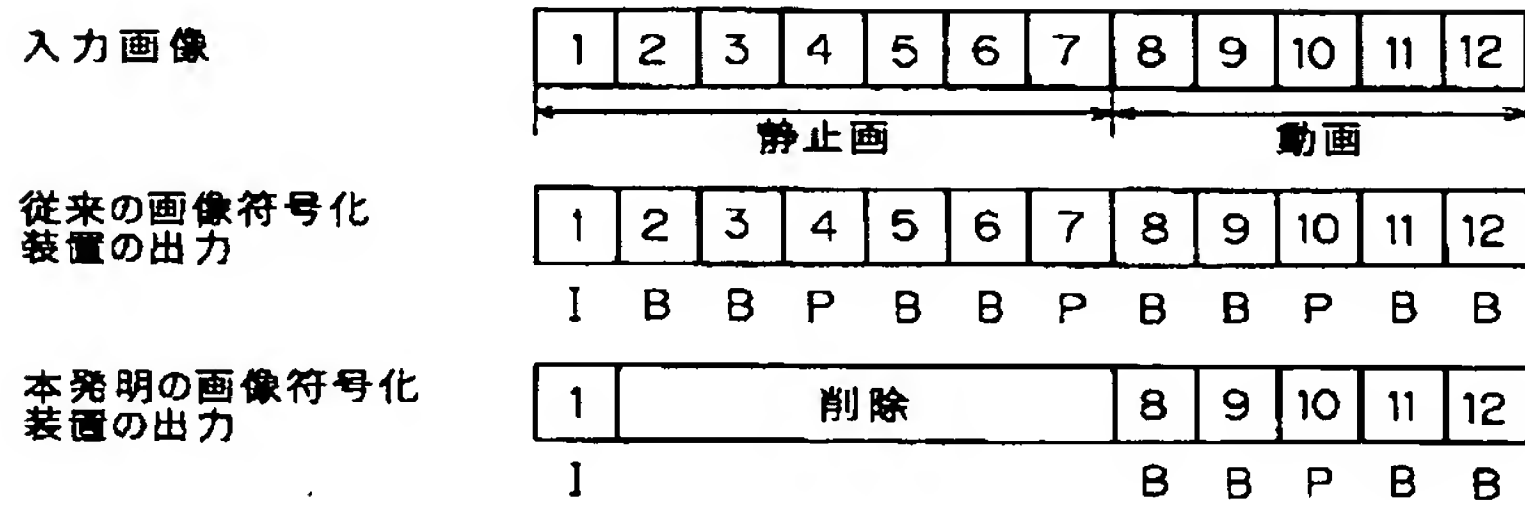 入力画像
1 2 3 4 5 6 7 8 9 10 11 12
静止画 動画
従来の画像符号化
装置の出力
1 2 3 4 5 6 7 8 9 10 11 12
I B B P B B P B B P B B
本発明の画像符号化
装置の出力
1 削除 8 9 10 11 12
I B B P B B